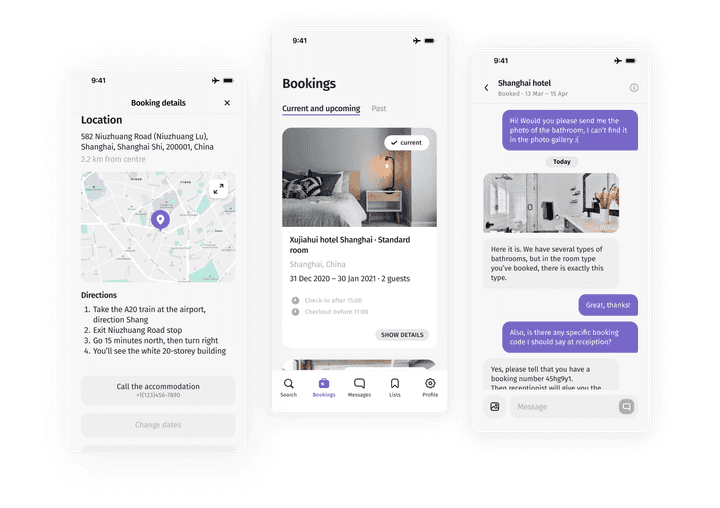 9:41
Booking details
Location
582 Niuzhuang Road (Niuzhuang Lu),
Shanghai, Shanghai Shi, 200001, China
2.2 km from centre
Directions
1. Take the A20 train at the airport,
direction Shang
2. Exit Niuzhuang Road stop
3. Go 15 minutes north, then turn right
4. You'll see the white 20-storey building
Call the accommodation
+1(123)456-7890
Change dates
9:41
Bookings
Current and upcoming
Past
current
Xujiahui hotel Shanghai · Standard
room
Shanghai, China
31 Dec 2020 – 30 Jan 2021 · 2 guests
Check-in after 15:00
Checkout before 11:00
SHOW DETAILS
Search
Bookings
Messages
Lists
Profile
9:41
Shanghai hotel
Booked · 13 Mar – 15 Apr
Hi! Would you please send me the
photo of the bathroom, I can't find it
in the photo gallery :(
Today
Here it is. We have several types of
bathrooms, but in the room type
you've booked, there is exactly this
type.
Great, thanks!
Also, is there any specific booking
code I should say at receiption?
Yes, please tell that you have a
booking number 45hg9y1.
Then receptionist will give you the
Message